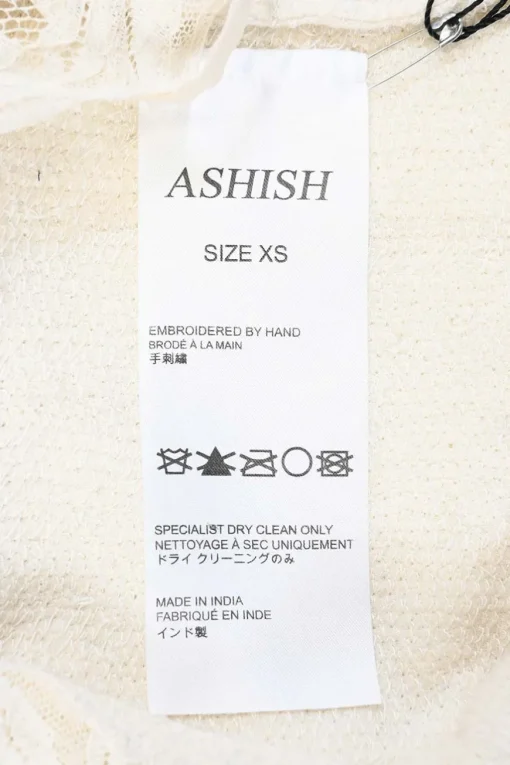 ASHISH
SIZE XS
EMBROIDERED BY HAND
BRODÉ À LA MAIN
手刺繍
SPECIALIST DRY CLEAN ONLY
NETTOYAGE À SEC UNIQUEMENT
ドライ クリーニングのみ
MADE IN INDIA
FABRIQUÉ EN INDE
インド製